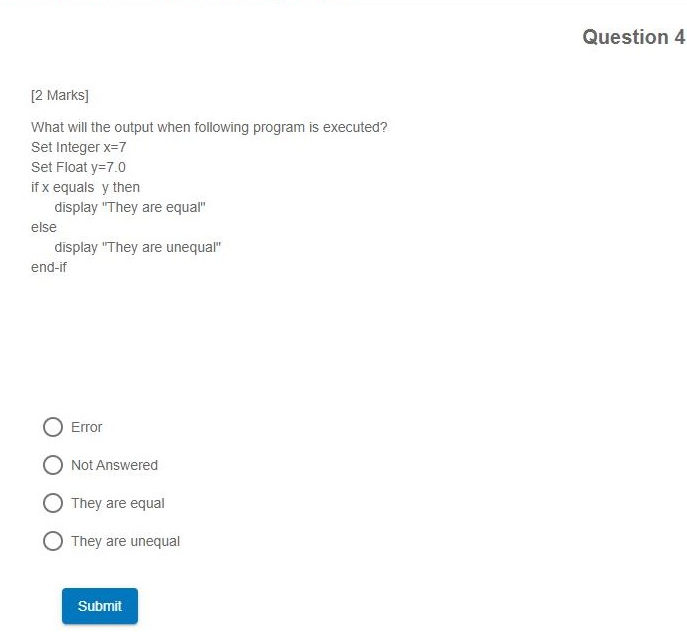 Question 4
[2 Marks]
What will the output when following program is executed?
Set Integer x=7
Set Float y=7.0
if x equals  y then
display "They are equal"
else
display "They are unequal"
end-if
Error
Not Answered
They are equal
They are unequal
Submit